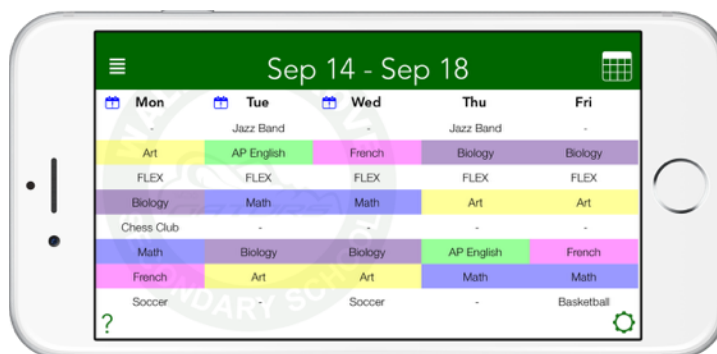 Sep 14 - Sep 18
Mon Tue Wed Thu Fri
- Jazz Band - Jazz Band -
Art AP English French Biology Biology
FLEX FLEX FLEX FLEX FLEX
Biology Math Math Art Art
Chess Club - - - -
Math Biology Biology AP English French
French Art Art Math Math
Soccer - Soccer - Basketball
?
SECONDARY SCHOOL